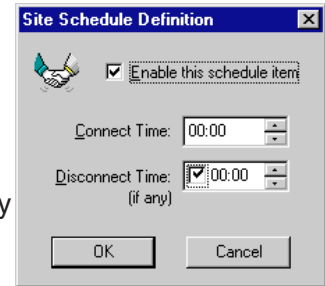 Site Schedule Definition
Enable this schedule item
Connect Time: 00:00
Disconnect Time: 00:00
(if any)
y
OK Cancel